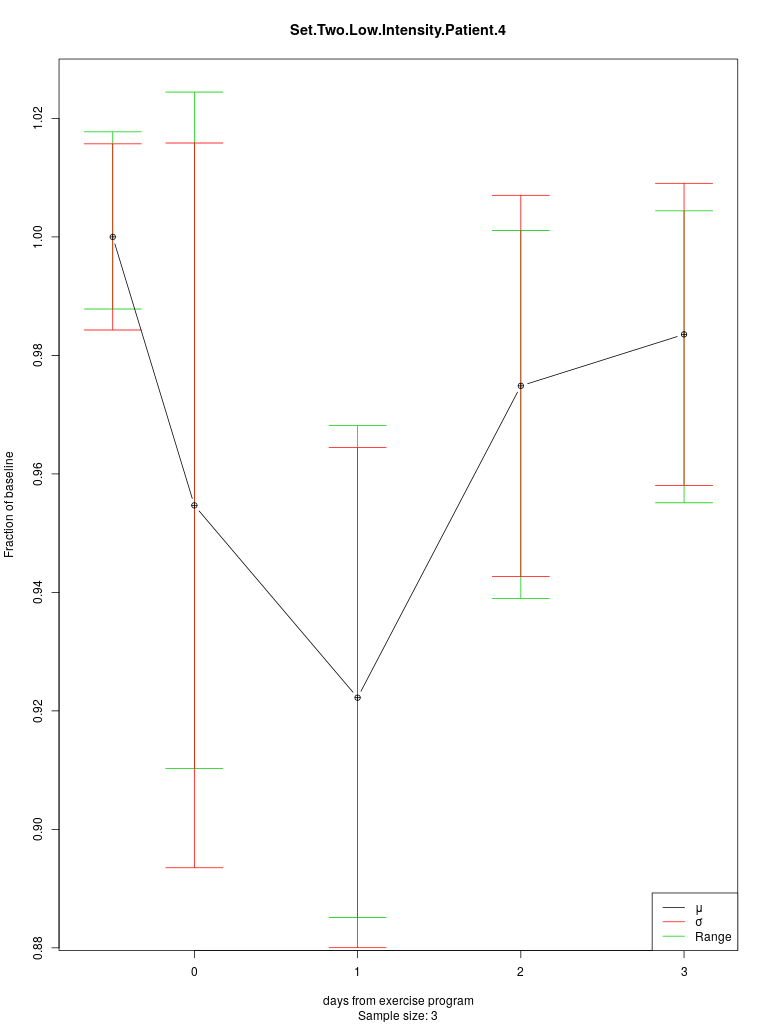 Set.Two.Low.Intensity.Patient.4
Fraction of baseline
1.02
1.00
0.98
0.96
0.94
0.92
0.90
0.88
0
1
2
3
μ
σ
Range
days from exercise program
Sample size: 3